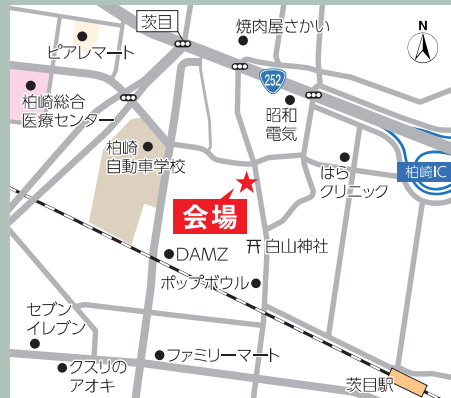 茨目
焼肉屋さかい
N
ピアレマート
252
柏崎総合
医療センター
昭和
電気
柏崎
自動車学校
はら
クリニック
柏崎IC
会場
白山神社
DAMZ
ポップボウル
セブン
イレブン
ファミリーマート
クスリの
アオキ
茨目駅